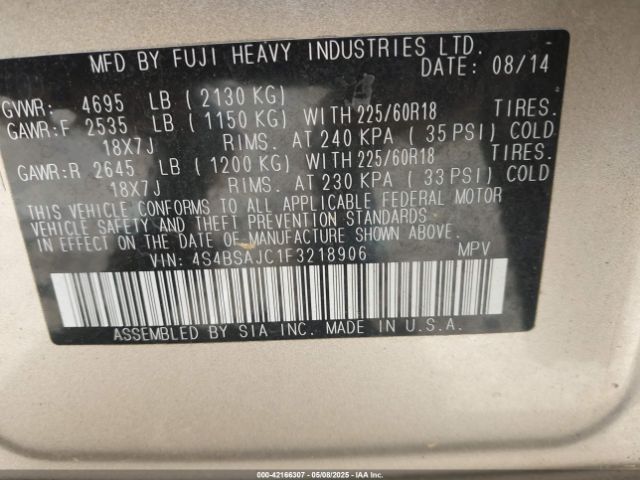 MFD BY FUJI HEAVY INDUSTRIES LTD.
DATE: 08/14
GVWR: 4695 LB ( 2130 KG)
GAWR:F 2535 LB ( 1150 KG) WITH 225/60R18 TIRES.
18X7J RIMS. AT 240 KPA ( 35 PSI) COLD
GAWR:R 2645 LB ( 1200 KG) WITH 225/60R18 TIRES.
18X7J RIMS. AT 230 KPA ( 33 PSI) COLD
THIS VEHICLE CONFORMS TO ALL APPLICABLE FEDERAL MOTOR
VEHICLE SAFETY AND THEFT PREVENTION STANDARDS
IN EFFECT ON THE DATE OF MANUFACTURE SHOWN ABOVE.
VIN: 4S4BSAJC1F3218906 MPV
ASSEMBLED BY SIA INC. MADE IN U.S.A.
000-42166307 - 05/08/2025 - IAAI.COM